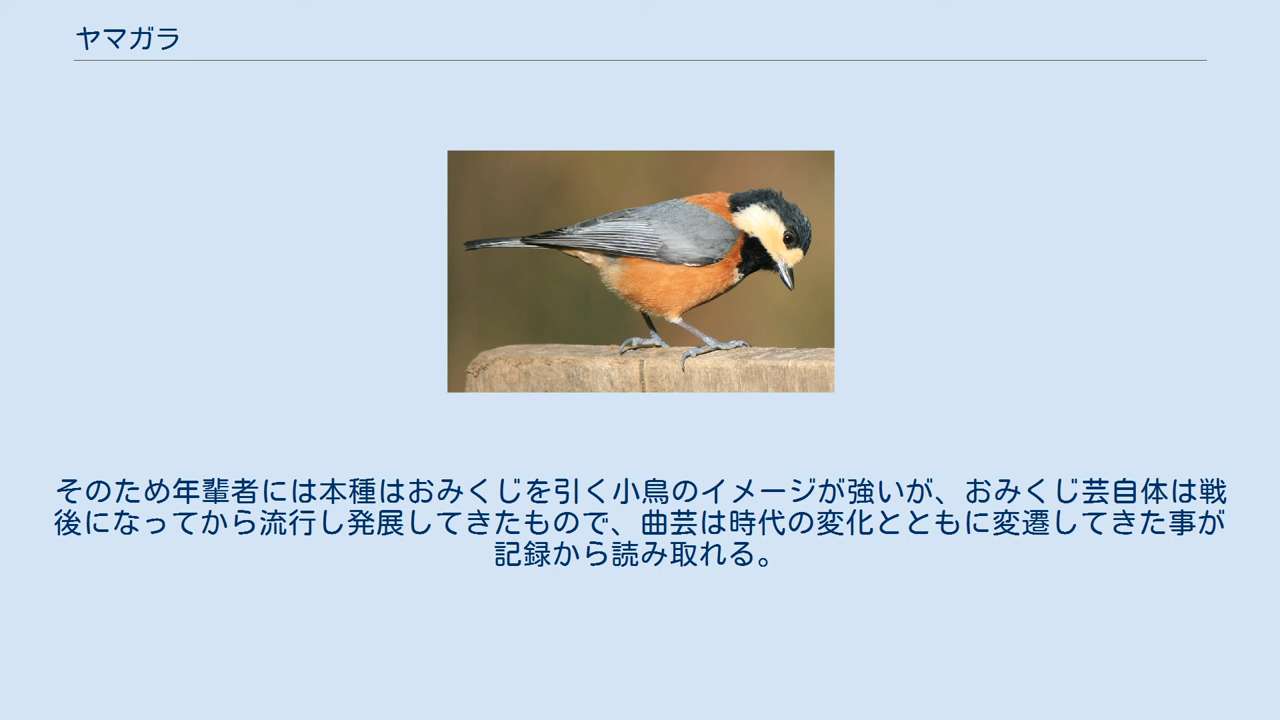 ヤマガラ
そのため年輩者には本種はおみくじを引く小鳥のイメージが強いが、おみくじ芸自体は戦
後になってから流行し発展してきたもので、曲芸は時代の変化とともに変遷してきた事が
記録から読み取れる。